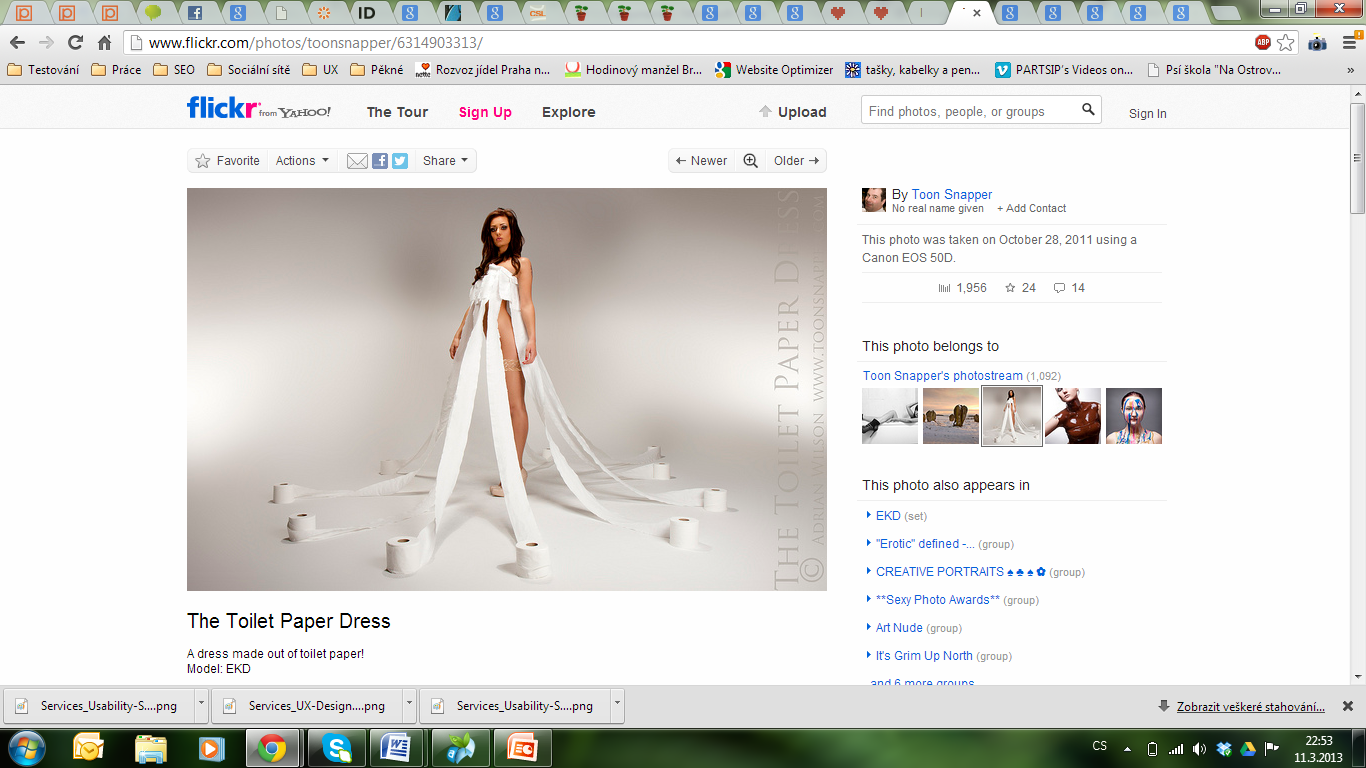 ID
CSL
www.flickr.com/photos/toonsnapper/6314903313/
ABP
Testování
Práce
SEO
Sociální sítě
UX
Pěkné
Rozvoz jídel Praha n...
Hodinový manžel Br...
Website Optimizer
tašky, kabelky a pen...
PARTSIP's Videos on...
Psí škola "Na Ostrov...
»
flickr from YAHOO!
The Tour
Sign Up
Explore
Upload
Find photos, people, or groups
Sign In
Favorite
Actions
Share
← Newer
Older →
THE TOILET PAPER DRESS
© ADRIAN WILSON WWW.TOONSNAPPER.COM
By Toon Snapper
No real name given + Add Contact
This photo was taken on October 28, 2011 using a
Canon EOS 50D.
1,956 24 14
This photo belongs to
Toon Snapper's photostream (1,092)
This photo also appears in
EKD (set)
"Erotic" defined -... (group)
CREATIVE PORTRAITS ♠ ♣ ♠ ✿ (group)
**Sexy Photo Awards** (group)
Art Nude (group)
It's Grim Up North (group)
and 6 more groups
The Toilet Paper Dress
A dress made out of toilet paper!
Model: EKD
Services_Usability-S....png
Services_UX-Design....png
Services_Usability-S....png
Zobrazit veškeré stahování...
CS
22:53
11.3.2013